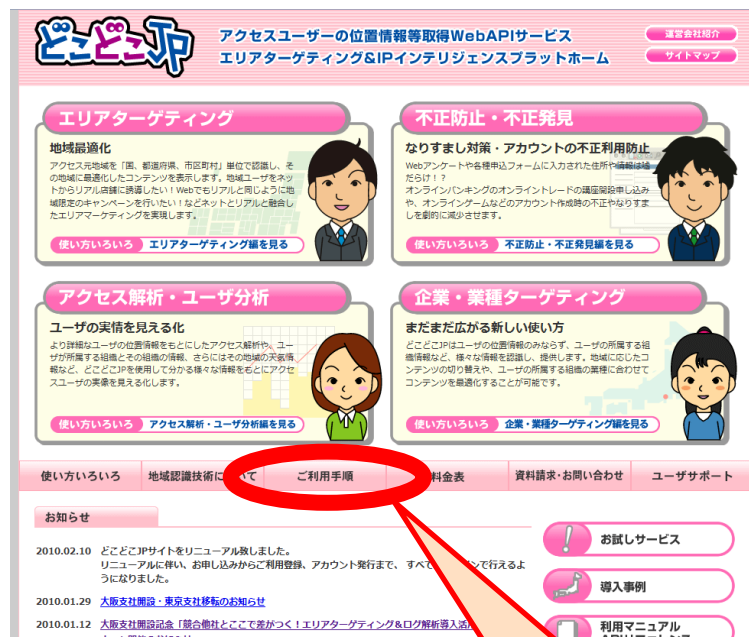 どこどこJP
アクセスユーザーの位置情報等取得WebAPIサービス
エリアターゲティング&IPインテリジェンスプラットホーム
運営会社紹介
サイトマップ
エリアターゲティング
地域最適化
アクセス元地域を「国、都道府県、市区町村」単位で認識し、そ
の地域に最適化したコンテンツを表示します。地域ユーザをネッ
トからリアル店舗に誘導したい！Webでもリアルと同じように地
域限定のキャンペーンを行いたい！などネットとリアルと融合し
たエリアマーケティングを実現します。
使い方いろいろ エリアターゲティング編を見る
不正防止・不正発見
なりすまし対策・アカウントの不正利用防止
Webアンケートや各種申込フォームに入力された住所や情報は嘘
だらけ！？
オンラインバンキングのオンライントレードの講座開設申し込み
や、オンラインゲームなどのアカウント作成時の不正やなりすま
しを劇的に減少させます。
使い方いろいろ 不正防止・不正発見編を見る
アクセス解析・ユーザ分析
ユーザの実情を見える化
より詳細なユーザの位置情報をもとにしたアクセス解析や、ユー
ザが所属する組織とその組織の情報、さらにはその地域の天気情
報など、どこどこJPを使用して分かる様々な情報をもとにアクセ
スユーザの実像を見える化します。
使い方いろいろ アクセス解析・ユーザ分析編を見る
企業・業種ターゲティング
まだまだ広がる新しい使い方
どこどこJPはユーザの位置情報のみならず、ユーザの所属する組
織情報など、様々な情報を認識し、提供します。地域に応じたコ
ンテンツの切り替えや、ユーザの所属する組織の業種に合わせて
コンテンツを最適化することが可能です。
使い方いろいろ 企業・業種ターゲティング編を見る
使い方いろいろ 地域認識技術に いて ご利用手順 料金表 資料請求・お問い合わせ ユーザサポート
お知らせ
2010.02.10 どこどこJPサイトをリニューアル致しました。
リニューアルに伴い、お申し込みからご利用登録、アカウント発行まで、すべて ンで行えるよ
うになりました。
2010.01.29 大阪支社開設・東京支社移転のお知らせ
2010.01.12 大阪支社開設記念「競合他社とここで差がつく！エリアターゲティング&ログ解析導入活
お試しサービス
導入事例
利用マニュアル